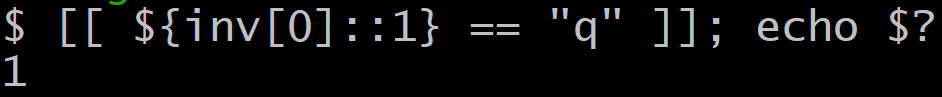 $ [[ ${inv[0]::1} == "q" ]]; echo $?
1